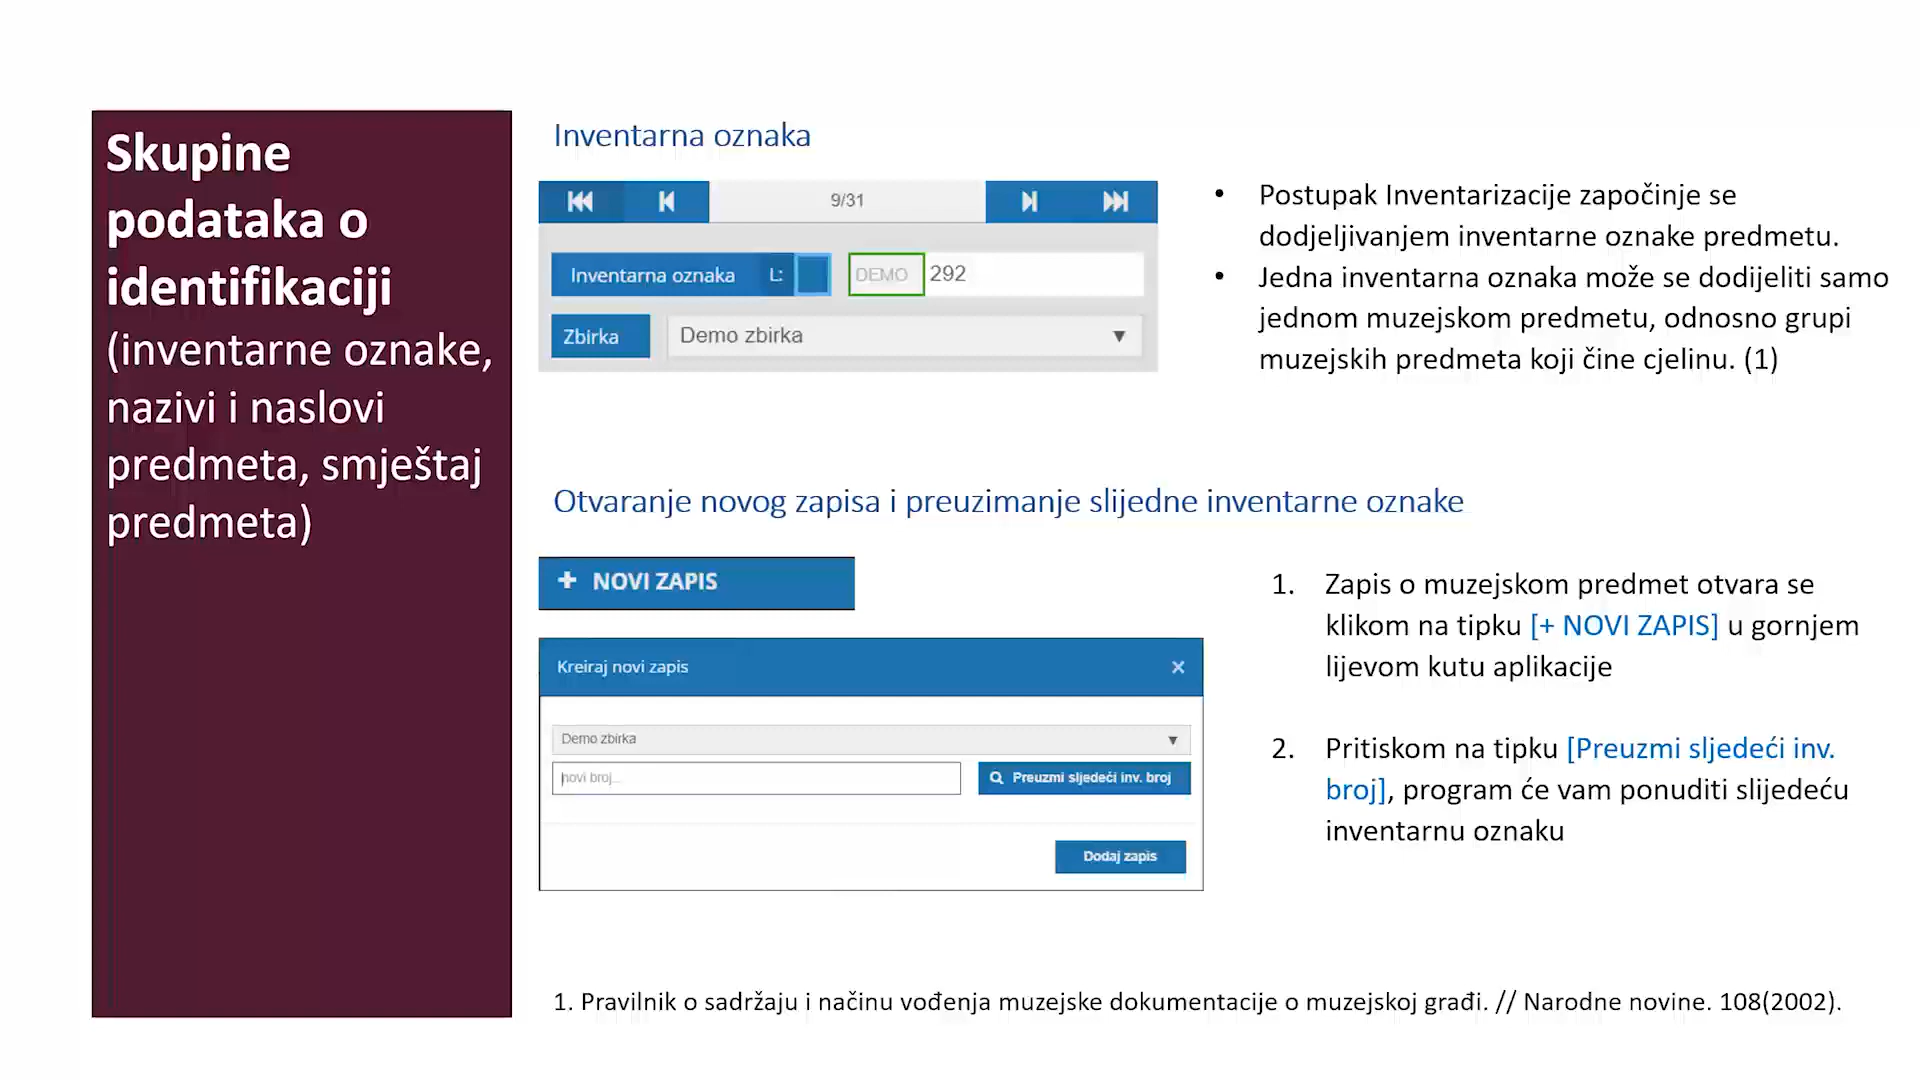 Skupine
podataka o
identifikaciji
(inventarne oznake,
nazivi i naslovi
predmeta, smještaj
predmeta)
Inventarna oznaka
9/31
Inventarna oznaka L: DEMO 292
Zbirka Demo zbirka
• Postupak Inventarizacije započinje se
dodjeljivanjem inventarne oznake predmetu.
• Jedna inventarna oznaka može se dodijeliti samo
jednom muzejskom predmetu, odnosno grupi
muzejskih predmeta koji čine cjelinu. (1)
Otvaranje novog zapisa i preuzimanje slijedne inventarne oznake
+ NOVI ZAPIS
Kreiraj novi zapis ×
Demo zbirka
novi broj...
Preuzmi sljedeći inv. broj
Dodaj zapis
1. Zapis o muzejskom predmet otvara se
klikom na tipku [+ NOVI ZAPIS] u gornjem
lijevom kutu aplikacije
2. Pritiskom na tipku [Preuzmi sljedeći inv.
broj], program će vam ponuditi slijedeću
inventarnu oznaku
1. Pravilnik o sadržaju i načinu vođenja muzejske dokumentacije o muzejskoj građi. // Narodne novine. 108(2002).